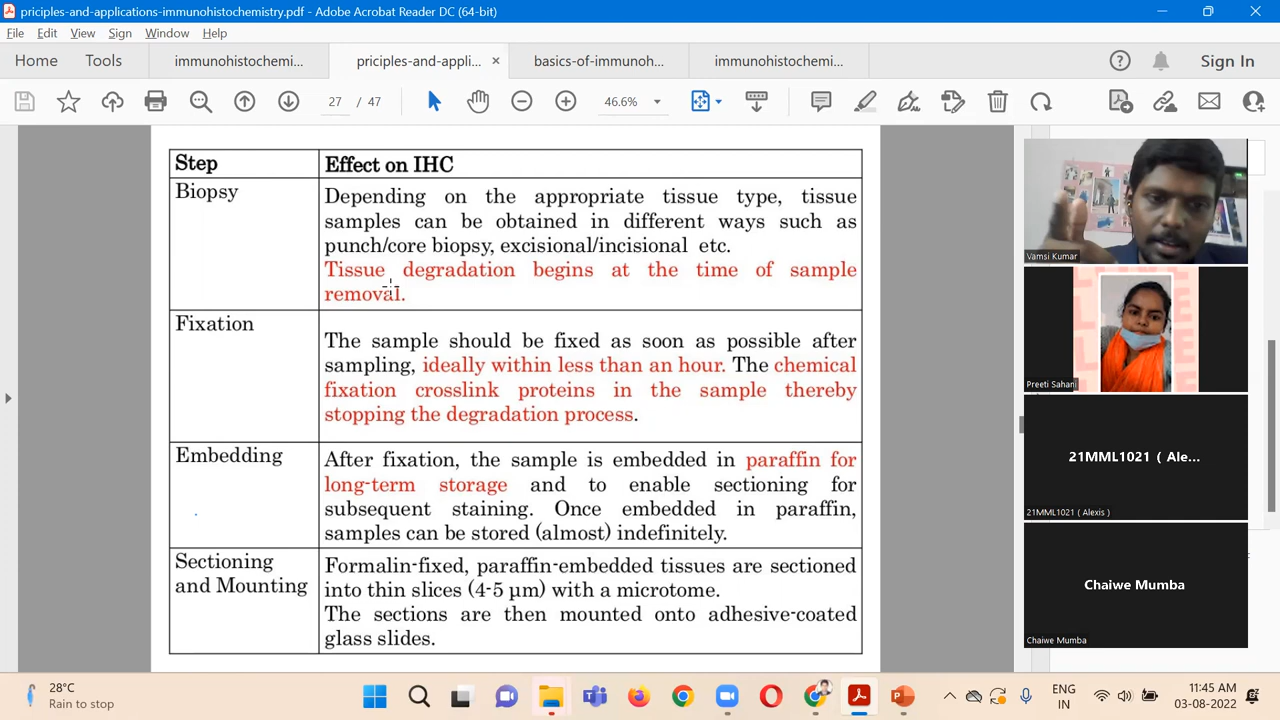 priciples-and-applications-immunohistochemistry.pdf - Adobe Acrobat Reader DC (64-bit)
File Edit View Sign Window Help
Home Tools immunohistochemi... priciples-and-appli... × basics-of-immunoh... immunohistochemi... Sign In
27 / 47 46.6%
Step Effect on IHC
Biopsy Depending on the appropriate tissue type, tissue
samples can be obtained in different ways such as
punch/core biopsy, excisional/incisional etc.
Tissue degradation begins at the time of sample
removal.
Fixation
The sample should be fixed as soon as possible after
sampling, ideally within less than an hour. The chemical
fixation crosslink proteins in the sample thereby
stopping the degradation process.
Embedding After fixation, the sample is embedded in paraffin for
long-term storage and to enable sectioning for
subsequent staining. Once embedded in paraffin,
samples can be stored (almost) indefinitely.
Sectioning Formalin-fixed, paraffin-embedded tissues are sectioned
and Mounting into thin slices (4-5 µm) with a microtome.
The sections are then mounted onto adhesive-coated
glass slides.
Vamsi Kumar
Preeti Sahani
21MML1021 ( Ale...
21MML1021 ( Alexis )
Chaiwe Mumba
Chaiwe Mumba
28°C
Rain to stop
ENG
IN
11:45 AM
03-08-2022